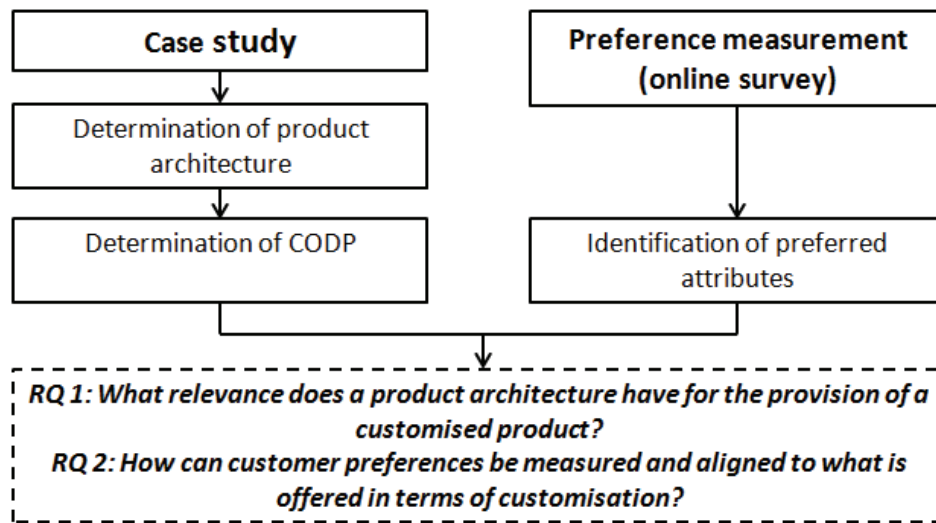 Case study
Determination of product
architecture
Determination of CODP
Preference measurement
(online survey)
Identification of preferred
attributes
RQ 1: What relevance does a product architecture have for the provision of a
customised product?
RQ 2: How can customer preferences be measured and aligned to what is
offered in terms of customisation?